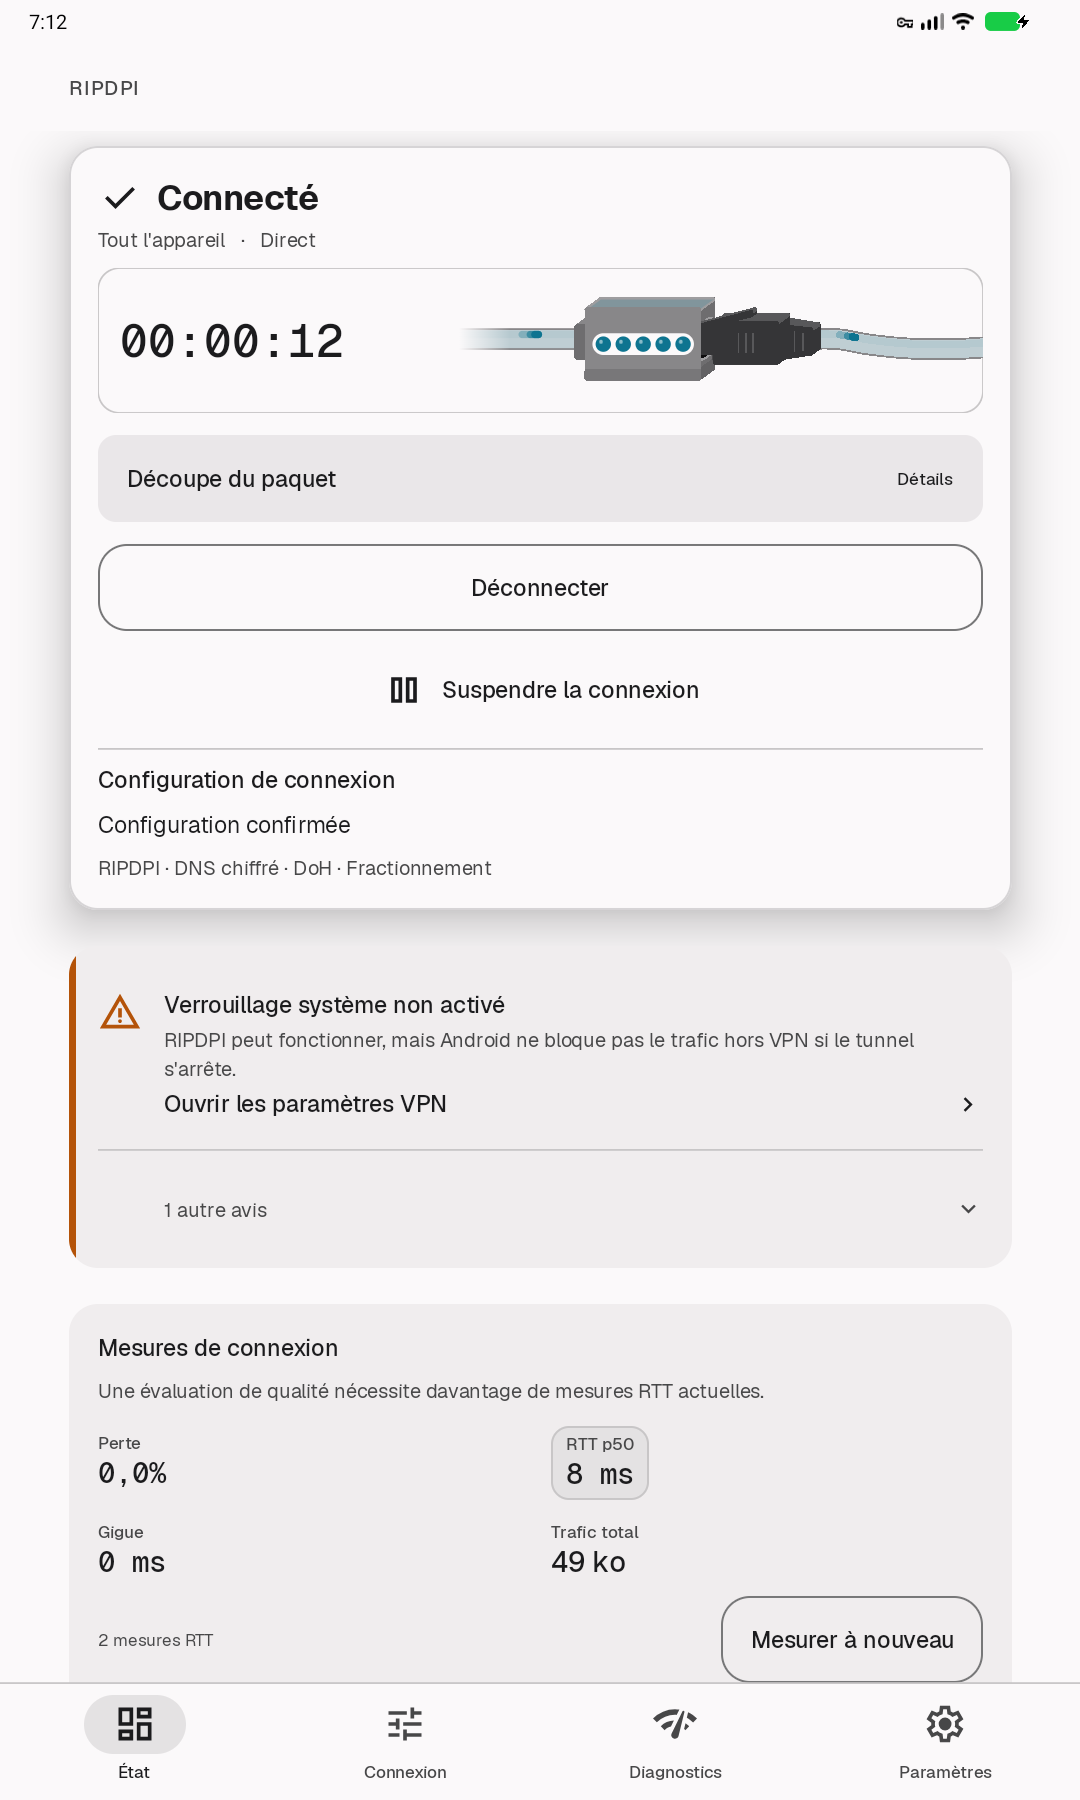 7:12
RIPDPI
Connecté
Tout l'appareil · Direct
00:00:12
Découpe du paquet
Détails
Déconnecter
Suspendre la connexion
Configuration de connexion
Configuration confirmée
RIPDPI · DNS chiffré · DoH · Fractionnement
Verrouillage système non activé
RIPDPI peut fonctionner, mais Android ne bloque pas le trafic hors VPN si le tunnel
s'arrête.
Ouvrir les paramètres VPN
1 autre avis
Mesures de connexion
Une évaluation de qualité nécessite davantage de mesures RTT actuelles.
Perte
0,0%
RTT p50
8 ms
Gigue
0 ms
Trafic total
49 ko
2 mesures RTT
Mesurer à nouveau
État
Connexion
Diagnostics
Paramètres